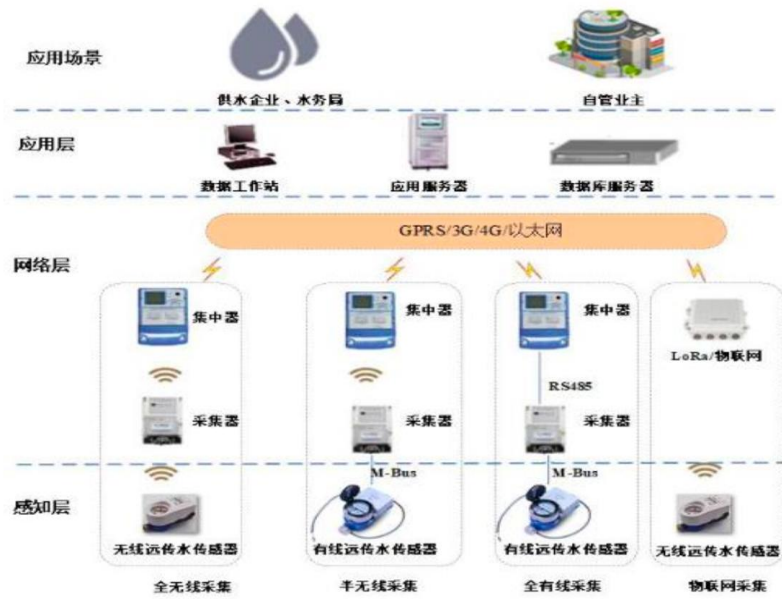 应用场景
供水企业、水务局
自管业主
应用层
数据工作站
应用服务器
数据库服务器
GPRS/3G/4G/以太网
网络层
集中器
集中器
集中器
LoRa/物联网
RS485
采集器
采集器
采集器
M-Bus
M-Bus
感知层
无线远传水传感器
有线远传水传感器
有线远传水传感器
无线远传水传感器
全无线采集
半无线采集
全有线采集
物联网采集